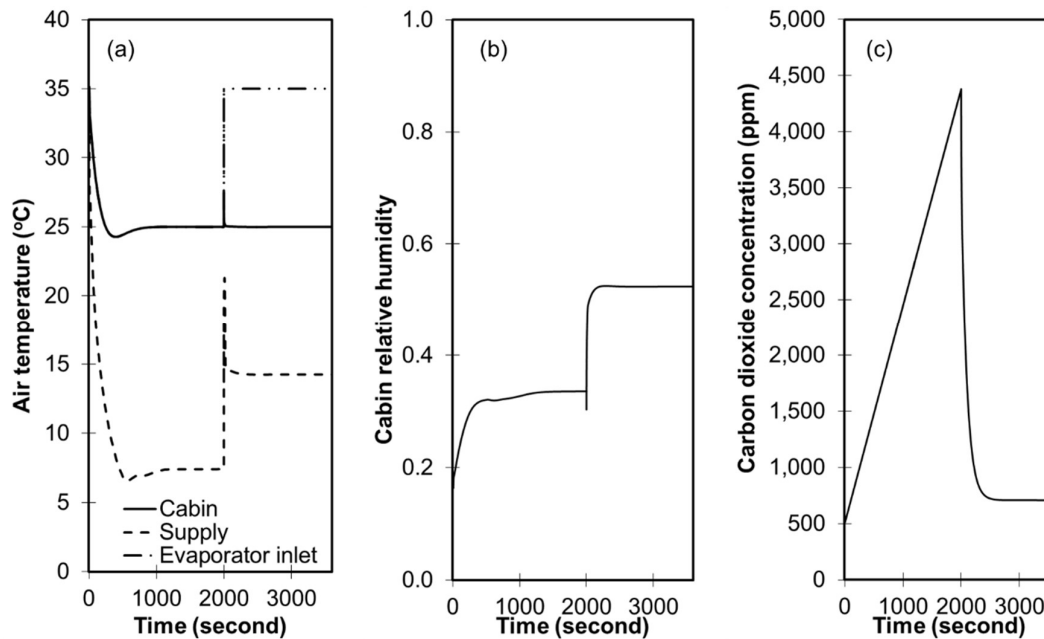 (a)
Air temperature (ºC)
40
35
30
25
20
15
10
5
0
Cabin
Supply
Evaporator inlet
0 1000 2000 3000
Time (second)
(b)
Cabin relative humidity
1.0
0.8
0.6
0.4
0.2
0.0
0 1000 2000 3000
Time (second)
(c)
Carbon dioxide concentration (ppm)
5,000
4,500
4,000
3,500
3,000
2,500
2,000
1,500
1,000
500
0
0 1000 2000 3000
Time (second)